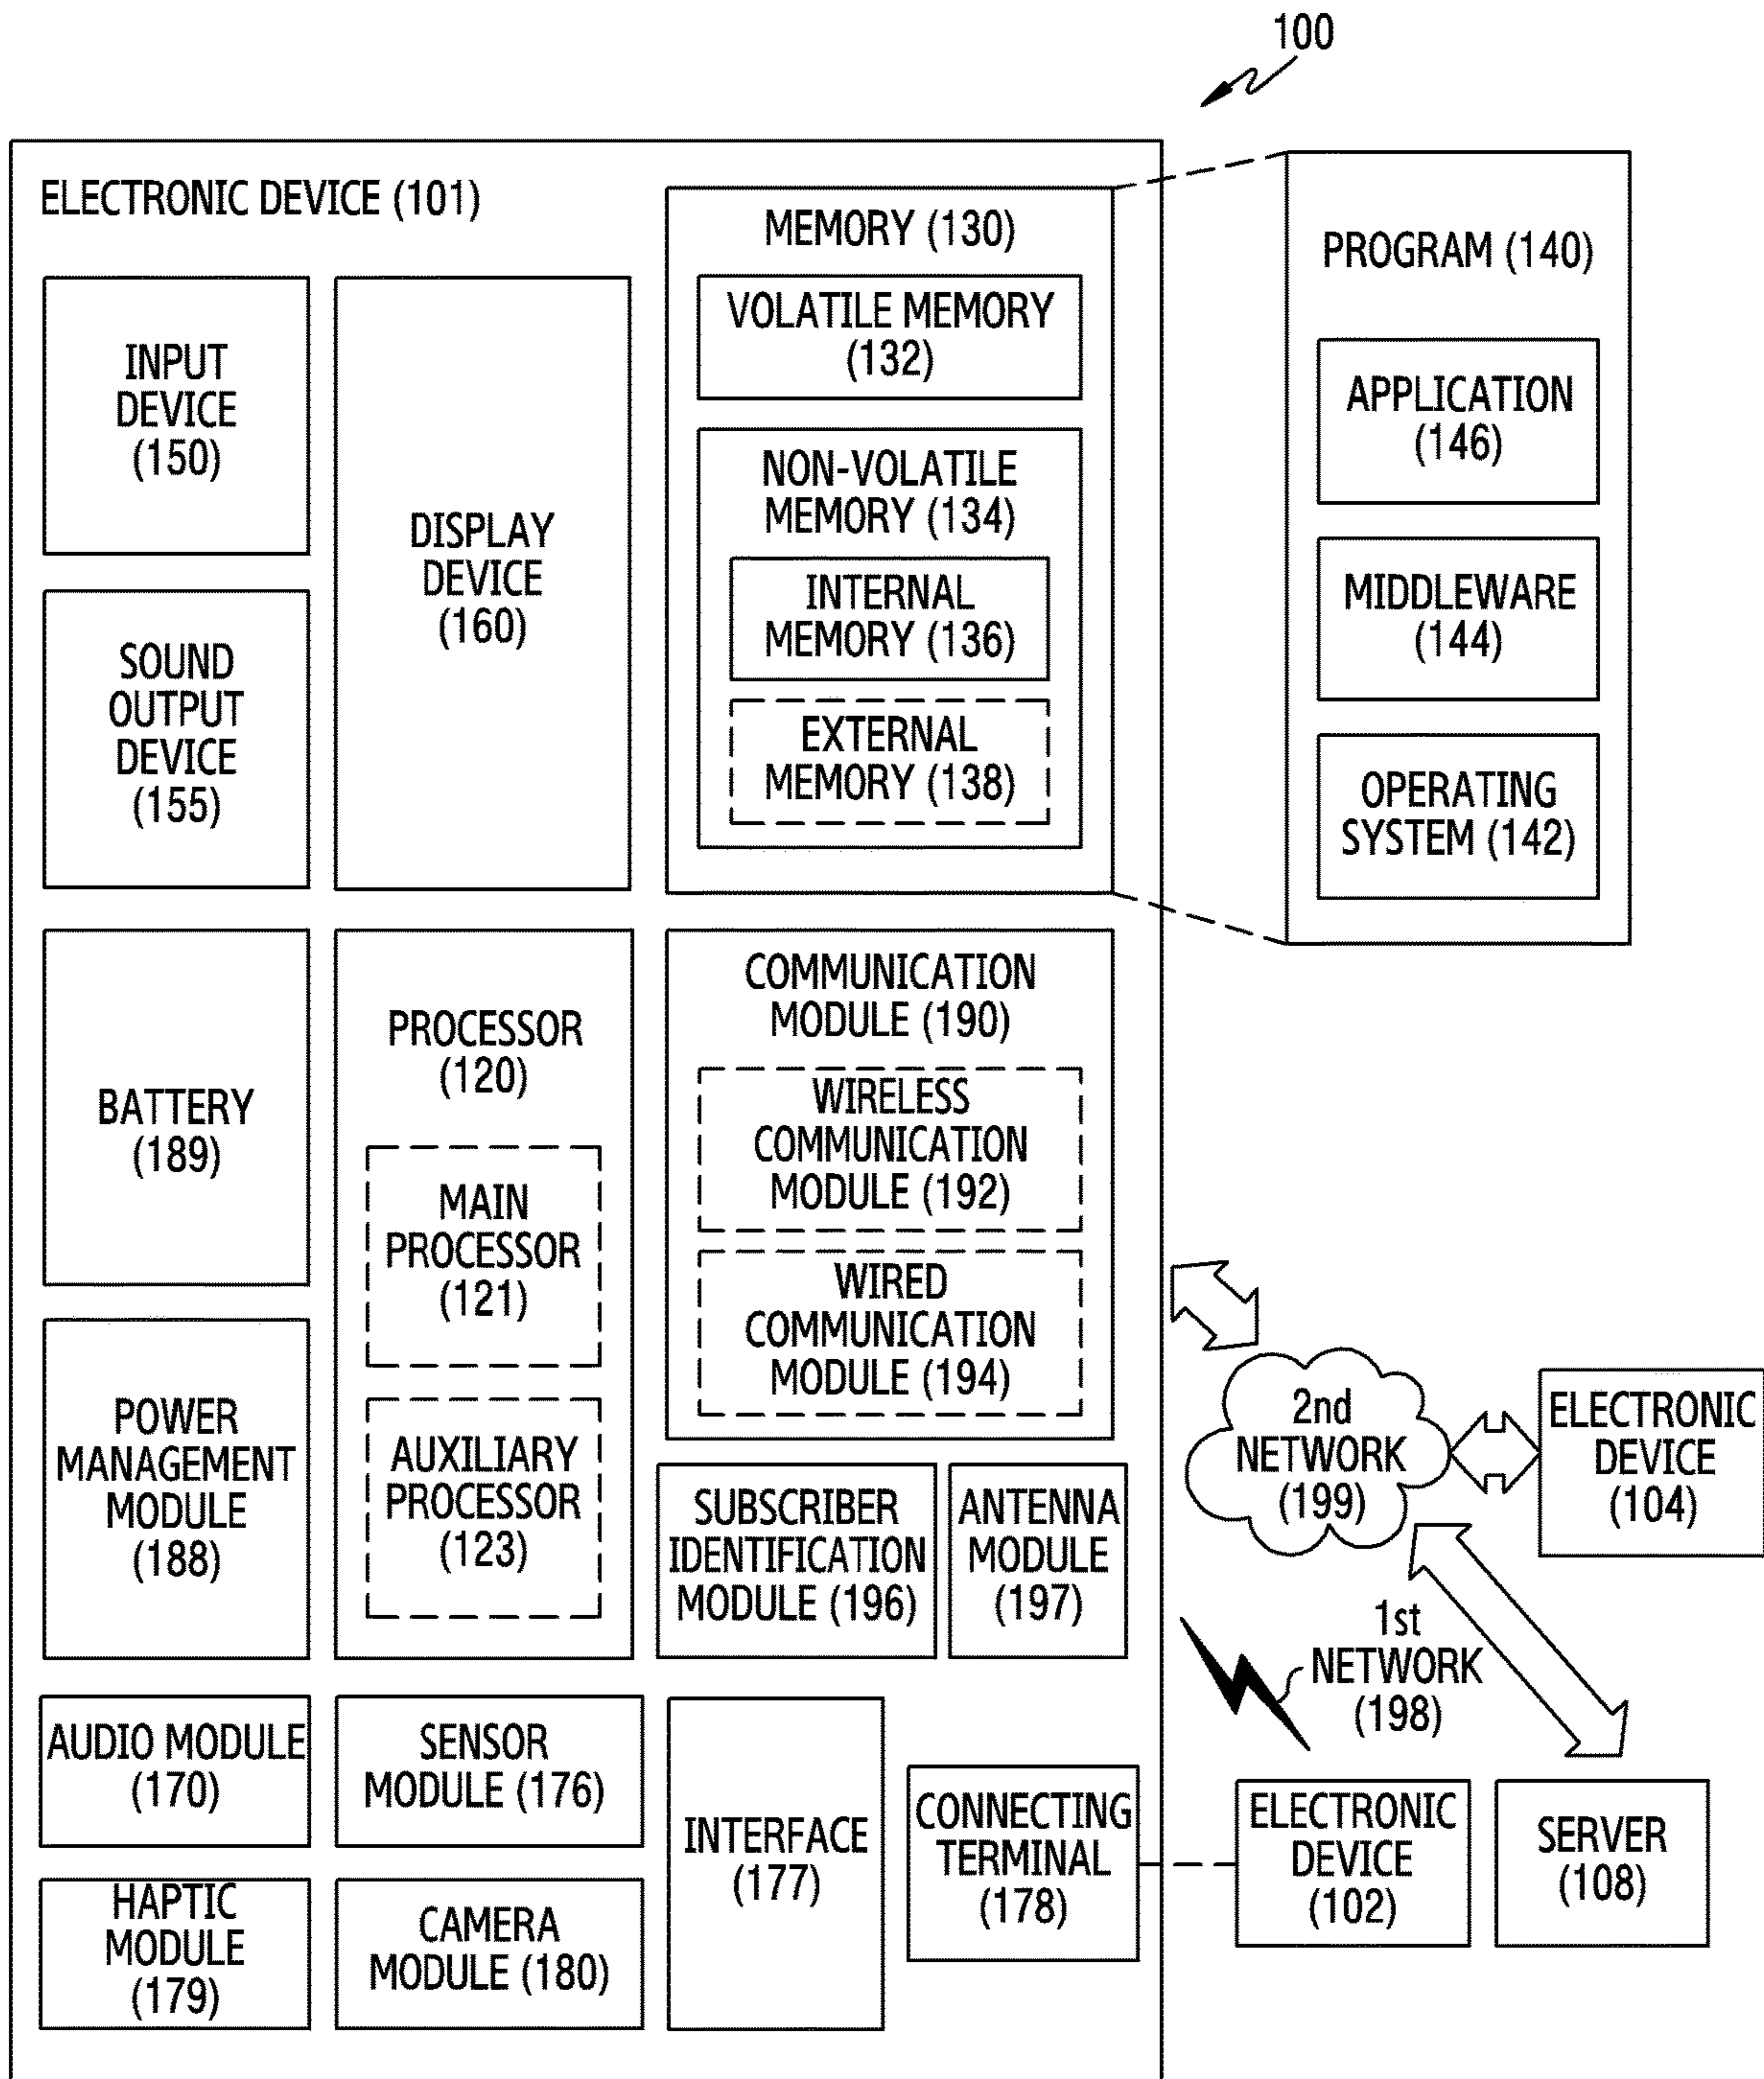 100
ELECTRONIC DEVICE (101)
INPUT
DEVICE
(150)
SOUND
OUTPUT
DEVICE
(155)
DISPLAY
DEVICE
(160)
MEMORY (130)
VOLATILE MEMORY
(132)
NON-VOLATILE
MEMORY (134)
INTERNAL
MEMORY (136)
EXTERNAL
MEMORY (138)
PROGRAM (140)
APPLICATION
(146)
MIDDLEWARE
(144)
OPERATING
SYSTEM (142)
BATTERY
(189)
POWER
MANAGEMENT
MODULE
(188)
PROCESSOR
(120)
MAIN
PROCESSOR
(121)
AUXILIARY
PROCESSOR
(123)
COMMUNICATION
MODULE (190)
WIRELESS
COMMUNICATION
MODULE (192)
WIRED
COMMUNICATION
MODULE (194)
SUBSCRIBER
IDENTIFICATION
MODULE (196)
ANTENNA
MODULE
(197)
2nd
NETWORK
(199)
ELECTRONIC
DEVICE
(104)
1st
NETWORK
(198)
AUDIO MODULE
(170)
SENSOR
MODULE (176)
HAPTIC
MODULE
(179)
CAMERA
MODULE (180)
INTERFACE
(177)
CONNECTING
TERMINAL
(178)
ELECTRONIC
DEVICE
(102)
SERVER
(108)